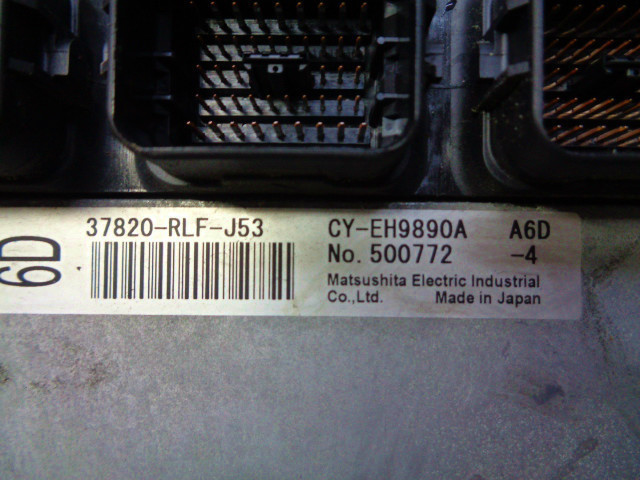 6D
37820-RLF-J53
CY-EH9890A A6D
No. 500772 -4
Matsushita Electric Industrial
Co.,Ltd. Made in Japan